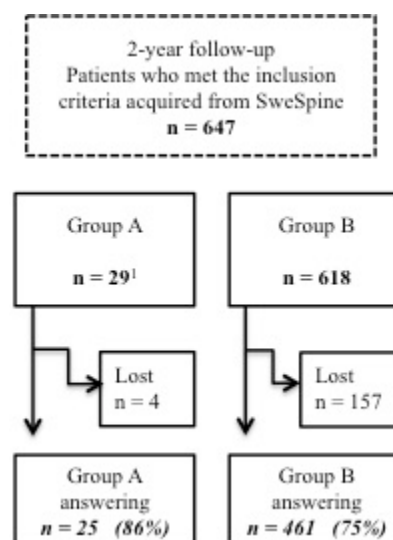 2-year follow-up
Patients who met the inclusion
criteria acquired from SweSpine
n = 647
Group A
n = 29¹
Group B
n = 618
Lost
n = 4
Lost
n = 157
Group A
answering
n = 25 (86%)
Group B
answering
n = 461 (75%)